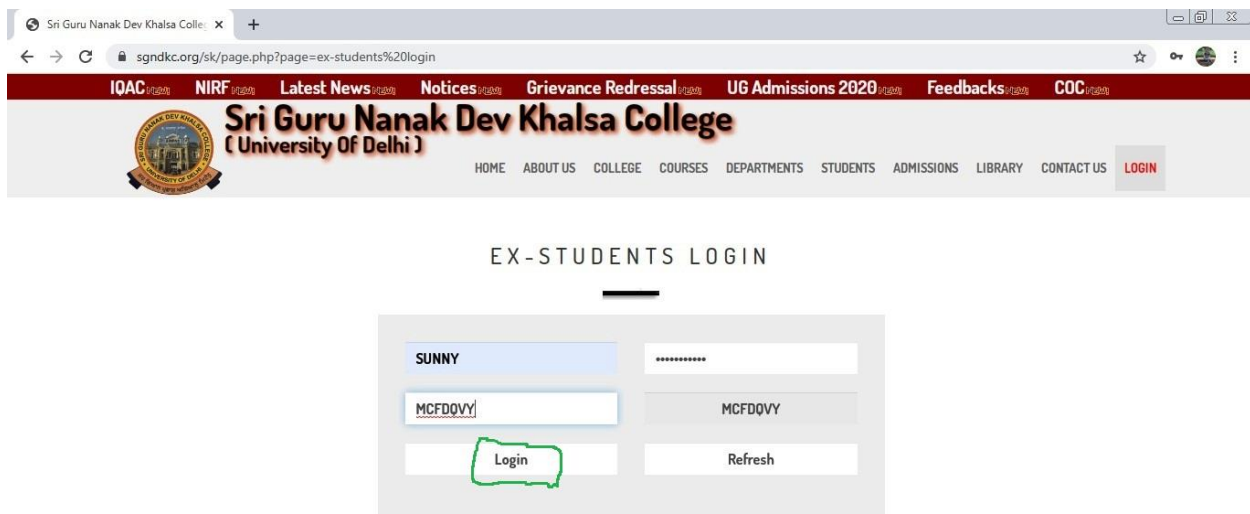 Sri Guru Nanak Dev Khalsa Colle
sgndkc.org/sk/page.php?page=ex-students%20login
IQAC NIRF Latest News Notices Grievance Redressal UG Admissions 2020 Feedbacks COC
Sri Guru Nanak Dev Khalsa College
( University Of Delhi )
HOME ABOUT US COLLEGE COURSES DEPARTMENTS STUDENTS ADMISSIONS LIBRARY CONTACT US LOGIN
EX-STUDENTS LOGIN
SUNNY •••••••••••
MCFDQVY MCFDQVY
Login Refresh